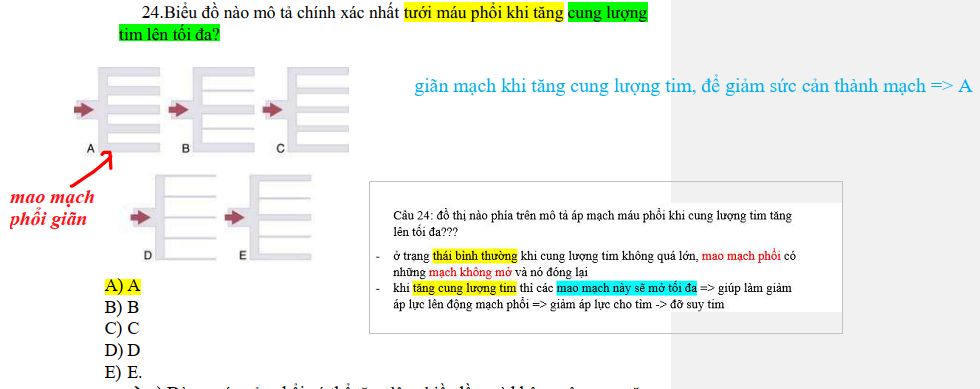 24.Biểu đồ nào mô tả chính xác nhất tưới máu phổi khi tăng cung lượng
tim lên tối đa?
giãn mạch khi tăng cung lượng tim, để giảm sức cản thành mạch => A
A
B
C
mao mạch
phổi giãn
D
E
Câu 24: đồ thị nào phía trên mô tả áp mạch máu phổi khi cung lượng tim tăng
lên tối đa???
- ở trạng thái bình thường khi cung lượng tim không quá lớn, mao mạch phổi có
những mạch không mở và nó đóng lại
- khi tăng cung lượng tim thì các mao mạch này sẽ mở tối đa => giúp làm giảm
áp lực lên động mạch phổi => giảm áp lực cho tim -> đỡ suy tim
A) A
B) B
C) C
D) D
E) E.